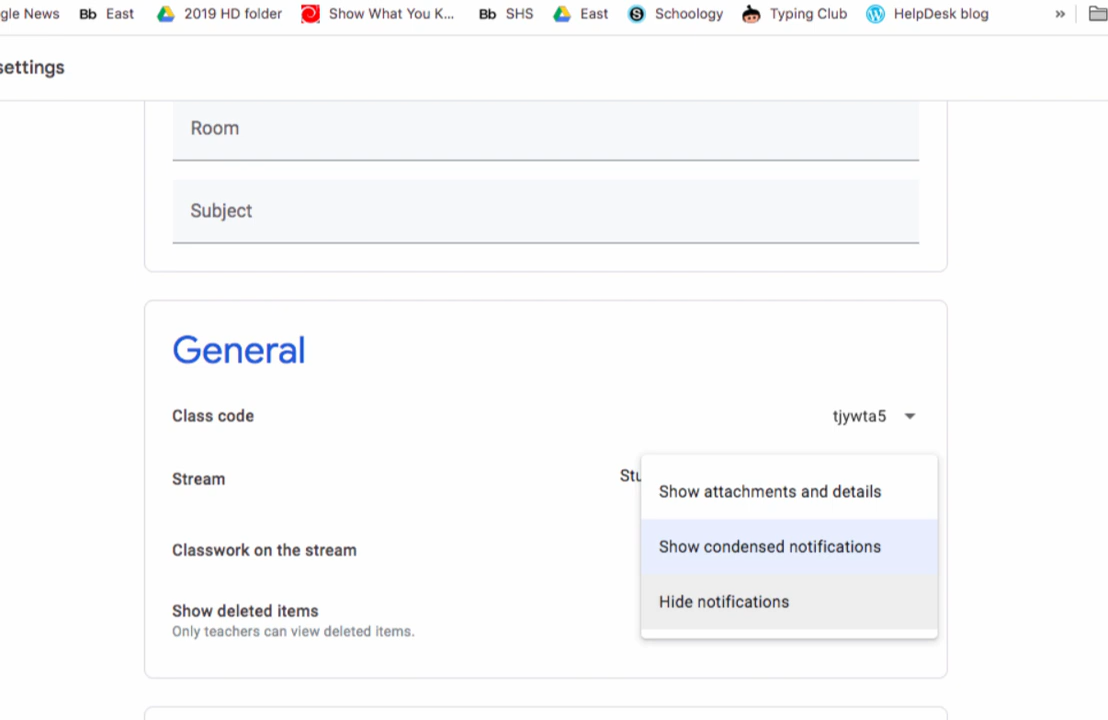 gle News Bb East 2019 HD folder Show What You K... Bb SHS East S Schoology Typing Club HelpDesk blog »
settings
Room
Subject
General
Class code tjywta5
Stream Stu
Show attachments and details
Classwork on the stream
Show condensed notifications
Hide notifications
Show deleted items
Only teachers can view deleted items.